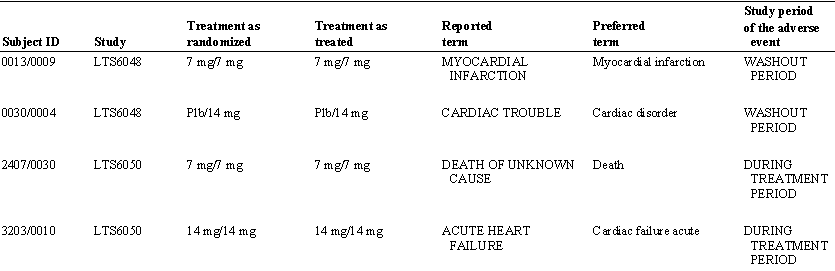 Study period
Treatment as Treatment as Reported Preferred of the adverse
Subject ID Study randomized treated term term event
0013/0009 LTS6048 7 mg/7 mg 7 mg/7 mg MYOCARDIAL Myocardial infarction WASHOUT
INFARCTION PERIOD
0030/0004 LTS6048 Plb/14 mg Plb/14 mg CARDIAC TROUBLE Cardiac disorder WASHOUT
PERIOD
2407/0030 LTS6050 7 mg/7 mg 7 mg/7 mg DEATH OF UNKNOWN Death DURING
CAUSE TREATMENT
PERIOD
3203/0010 LTS6050 14 mg/14 mg 14 mg/14 mg ACUTE HEART Cardiac failure acute DURING
FAILURE TREATMENT
PERIOD